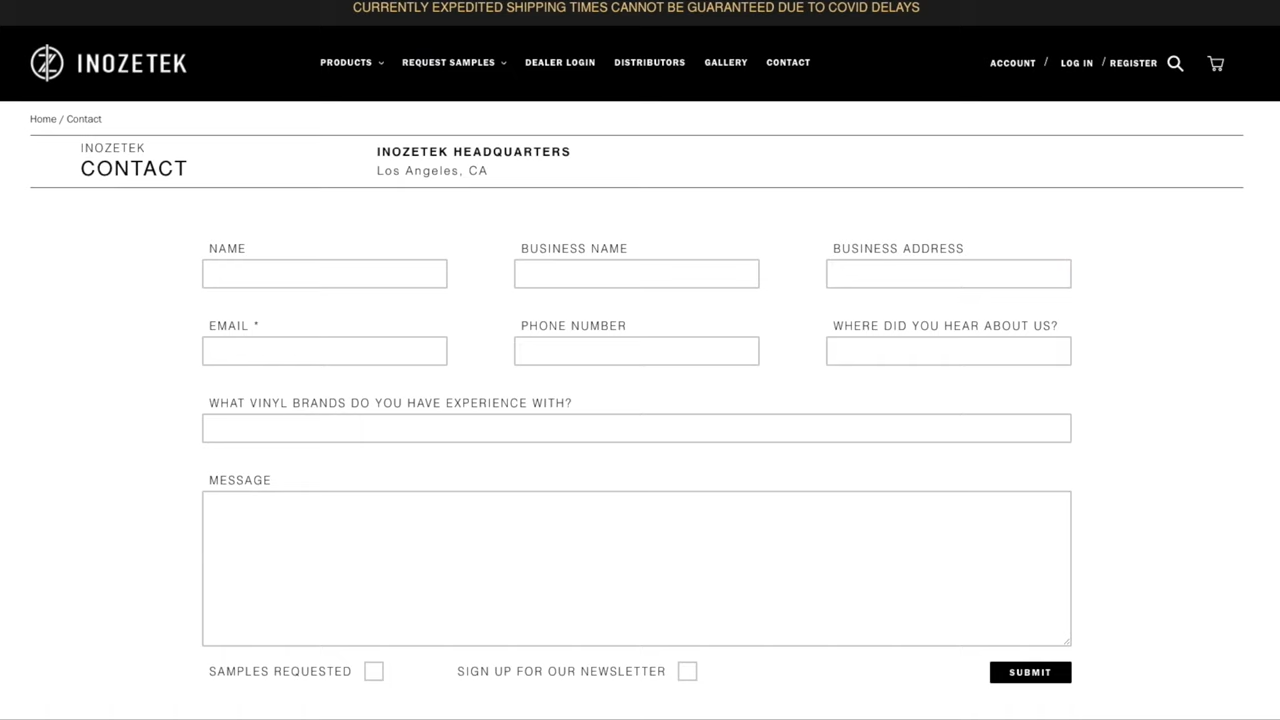 CURRENTLY EXPEDITED SHIPPING TIMES CANNOT BE GUARANTEED DUE TO COVID DELAYS
INOZETEK
PRODUCTS REQUEST SAMPLES DEALER LOGIN DISTRIBUTORS GALLERY CONTACT
ACCOUNT / LOG IN / REGISTER
Home / Contact
INOZETEK
CONTACT
INOZETEK HEADQUARTERS
Los Angeles, CA
NAME BUSINESS NAME BUSINESS ADDRESS
EMAIL * PHONE NUMBER WHERE DID YOU HEAR ABOUT US?
WHAT VINYL BRANDS DO YOU HAVE EXPERIENCE WITH?
MESSAGE
SAMPLES REQUESTED SIGN UP FOR OUR NEWSLETTER SUBMIT